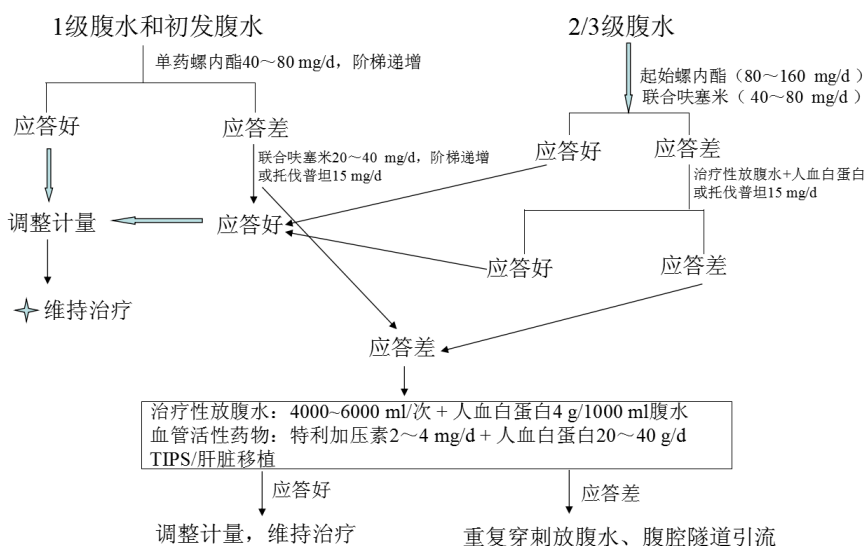 1级腹水和初发腹水
2/3级腹水
单药螺内酯40～80 mg/d，阶梯递增
起始螺内酯（80～160 mg/d）
联合呋塞米（ 40～80 mg/d）
应答好
应答差
应答好
应答差
联合呋塞米20～40 mg/d，阶梯递增
或托伐普坦15 mg/d
治疗性放腹水+人血白蛋白
或托伐普坦15 mg/d
调整计量
应答好
应答好
应答差
维持治疗
应答差
治疗性放腹水：4000~6000 ml/次 + 人血白蛋白4 g/1000 ml腹水
血管活性药物：特利加压素2～4 mg/d + 人血白蛋白20～40 g/d
TIPS/肝脏移植
应答好
应答差
调整计量，维持治疗
重复穿刺放腹水、腹腔隧道引流